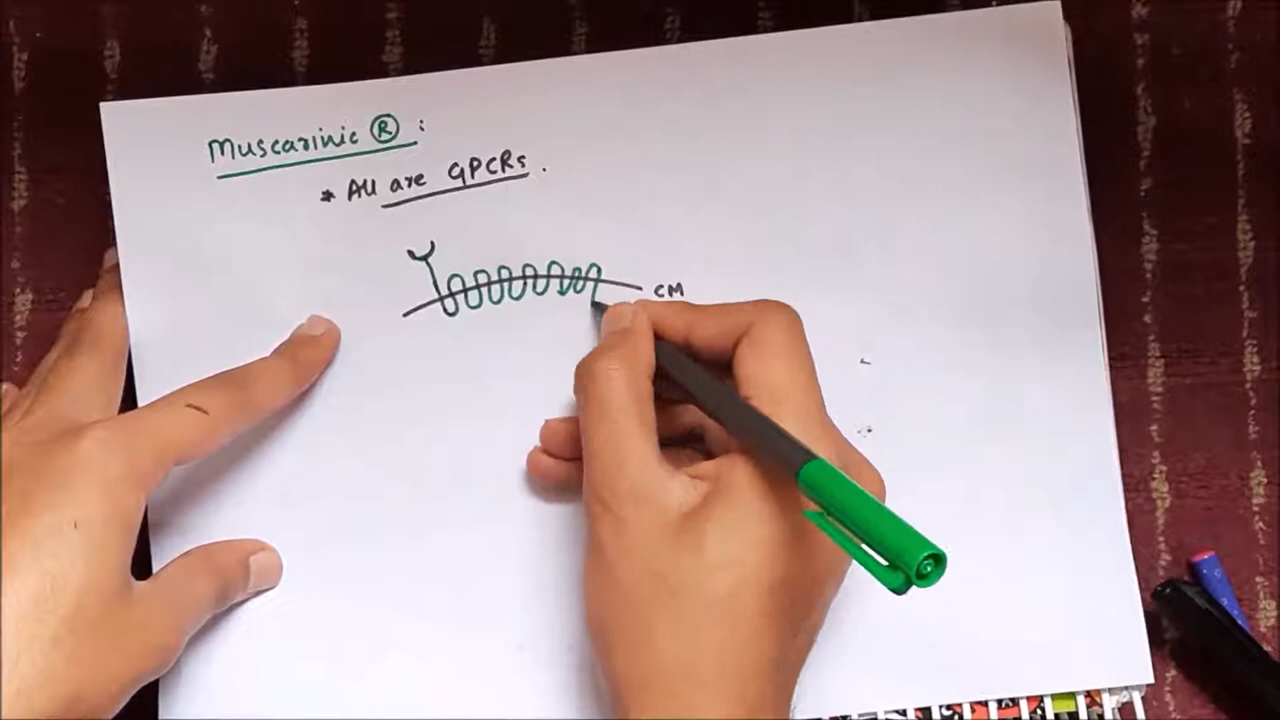 Muscarinic Ⓡ :
* All are GPCRs.
CM